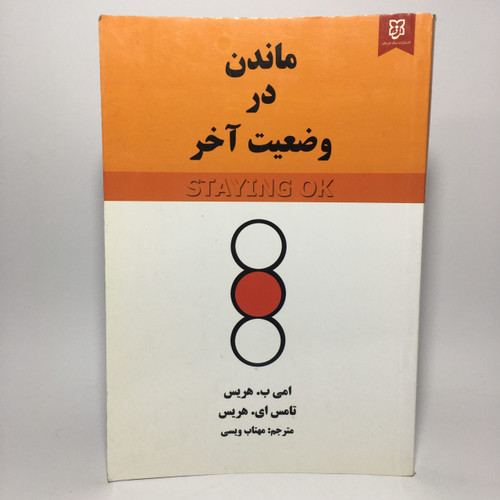 ماندن
در
وضعیت آخر
STAYING OK
امی ب. هریس
تامس ای. هریس
مترجم: مهتاب ویسی